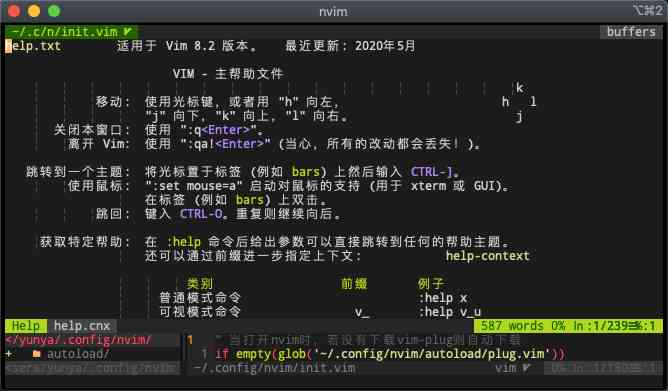 nvim
⌥⌘2
~/.c/n/init.vim
buffers
help.txt 适用于 Vim 8.2 版本。 最近更新: 2020年5月
VIM - 主帮助文件
k
移动: 使用光标键，或者用 "h" 向左， h l
"j" 向下，"k" 向上，"l" 向右。 j
关闭本窗口: 使用 ":q<Enter>"。
离开 Vim: 使用 ":qa!<Enter>" (当心，所有的改动都会丢失！)。
跳转到一个主题: 将光标置于标签 (例如 bars) 上然后输入 CTRL-]。
使用鼠标: ":set mouse=a" 启动对鼠标的支持 (用于 xterm 或 GUI)。
在标签 (例如 bars) 上双击。
跳回: 键入 CTRL-O。重复则继续向后。
获取特定帮助: 在 :help 命令后给出参数可以直接跳转到任何的帮助主题。
还可以通过前缀进一步指定上下文: help-context
类别 前缀 例子
普通模式命令 :help x
可视模式命令 v_ :help v_u
Help help.cnx 587 words 0% ln:1/239≡%:1
</yunya/.config/nvim/
+ autoload/
<sers/yunya/.config/nvim
1 " 当打开nvim时，若没有下载vim-plug则自动下载
1 if empty(glob('~/.config/nvim/autoload/plug.vim'))
~/.config/nvim/init.vim vim 0% ln:1/180≡%:1